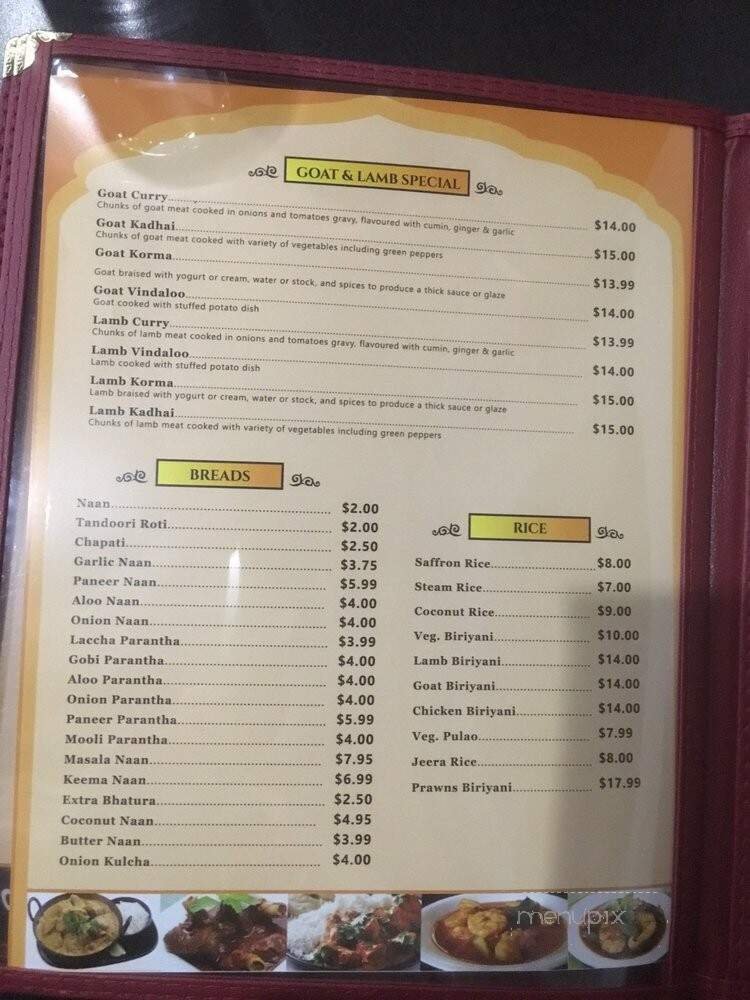 GOAT & LAMB SPECIAL
Goat Curry $14.00
Chunks of goat meat cooked in onions and tomatoes gravy, flavoured with cumin, ginger & garlic
Goat Kadhai $15.00
Chunks of goat meat cooked with variety of vegetables including green peppers
Goat Korma $13.99
Goat braised with yogurt or cream, water or stock, and spices to produce a thick sauce or glaze
Goat Vindaloo $14.00
Goat cooked with stuffed potato dish
Lamb Curry $13.99
Chunks of lamb meat cooked in onions and tomatoes gravy, flavoured with cumin, ginger & garlic
Lamb Vindaloo $14.00
Lamb cooked with stuffed potato dish
Lamb Korma $15.00
Lamb braised with yogurt or cream, water or stock, and spices to produce a thick sauce or glaze
Lamb Kadhai $15.00
Chunks of lamb meat cooked with variety of vegetables including green peppers
BREADS
Naan $2.00
Tandoori Roti $2.00
Chapati $2.50
Garlic Naan $3.75
Paneer Naan $5.99
Aloo Naan $4.00
Onion Naan $4.00
Laccha Parantha $3.99
Gobi Parantha $4.00
Aloo Parantha $4.00
Onion Parantha $4.00
Paneer Parantha $5.99
Mooli Parantha $4.00
Masala Naan $7.95
Keema Naan $6.99
Extra Bhatura $2.50
Coconut Naan $4.95
Butter Naan $3.99
Onion Kulcha $4.00
RICE
Saffron Rice $8.00
Steam Rice $7.00
Coconut Rice $9.00
Veg. Biriyani $10.00
Lamb Biriyani $14.00
Goat Biriyani $14.00
Chicken Biriyani $14.00
Veg. Pulao $7.99
Jeera Rice $8.00
Prawns Biriyani $17.99
menupix